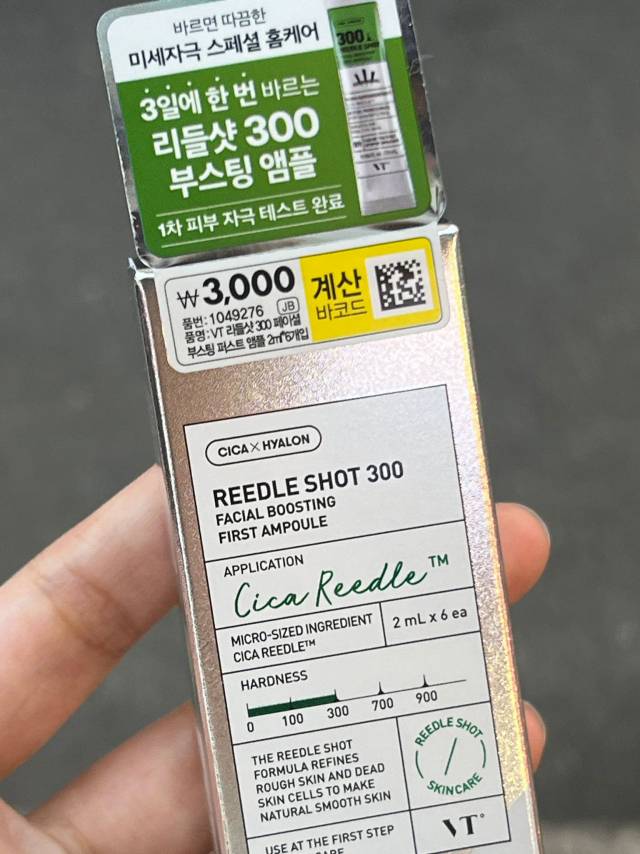 바르면 따끔한
미세자극 스페셜 홈케어
3일에 한 번 바르는
리들샷 300
부스팅 앰플
1차 피부 자극 테스트 완료
300
REEDLE SHOT
VT
₩3,000
품번: 1049276 JB
품명: VT 리들샷 300 페이셜
부스팅 퍼스트 앰플 2ml*6개입
계산
바코드
CICA X HYALON
REEDLE SHOT 300
FACIAL BOOSTING
FIRST AMPOULE
APPLICATION
Cica Reedle™
MICRO-SIZED INGREDIENT
CICA REEDLE™
2 mL x 6 ea
HARDNESS
0 100 300 700 900
THE REEDLE SHOT
FORMULA REFINES
ROUGH SKIN AND DEAD
SKIN CELLS TO MAKE
NATURAL SMOOTH SKIN
REEDLE SHOT
SKINCARE
USE AT THE FIRST STEP
VT